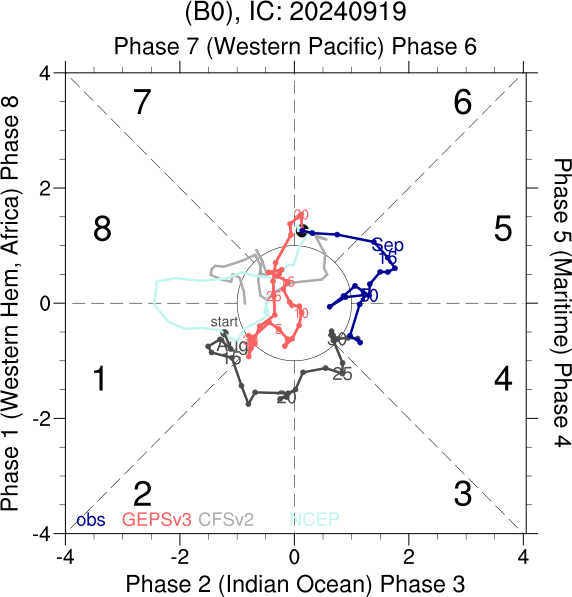 (B0), IC: 20240919
Phase 7 (Western Pacific) Phase 6
Phase 1 (Western Hem, Africa) Phase 8
Phase 5 (Maritime) Phase 4
Phase 2 (Indian Ocean) Phase 3
4
2
0
-2
-4
-4 -2 0 2 4
7 6
8 5
1 4
2 3
20
Sep
15
25
10
start
5
Aug
15
25
20
obs GEPSv3 CFSv2 NCEP